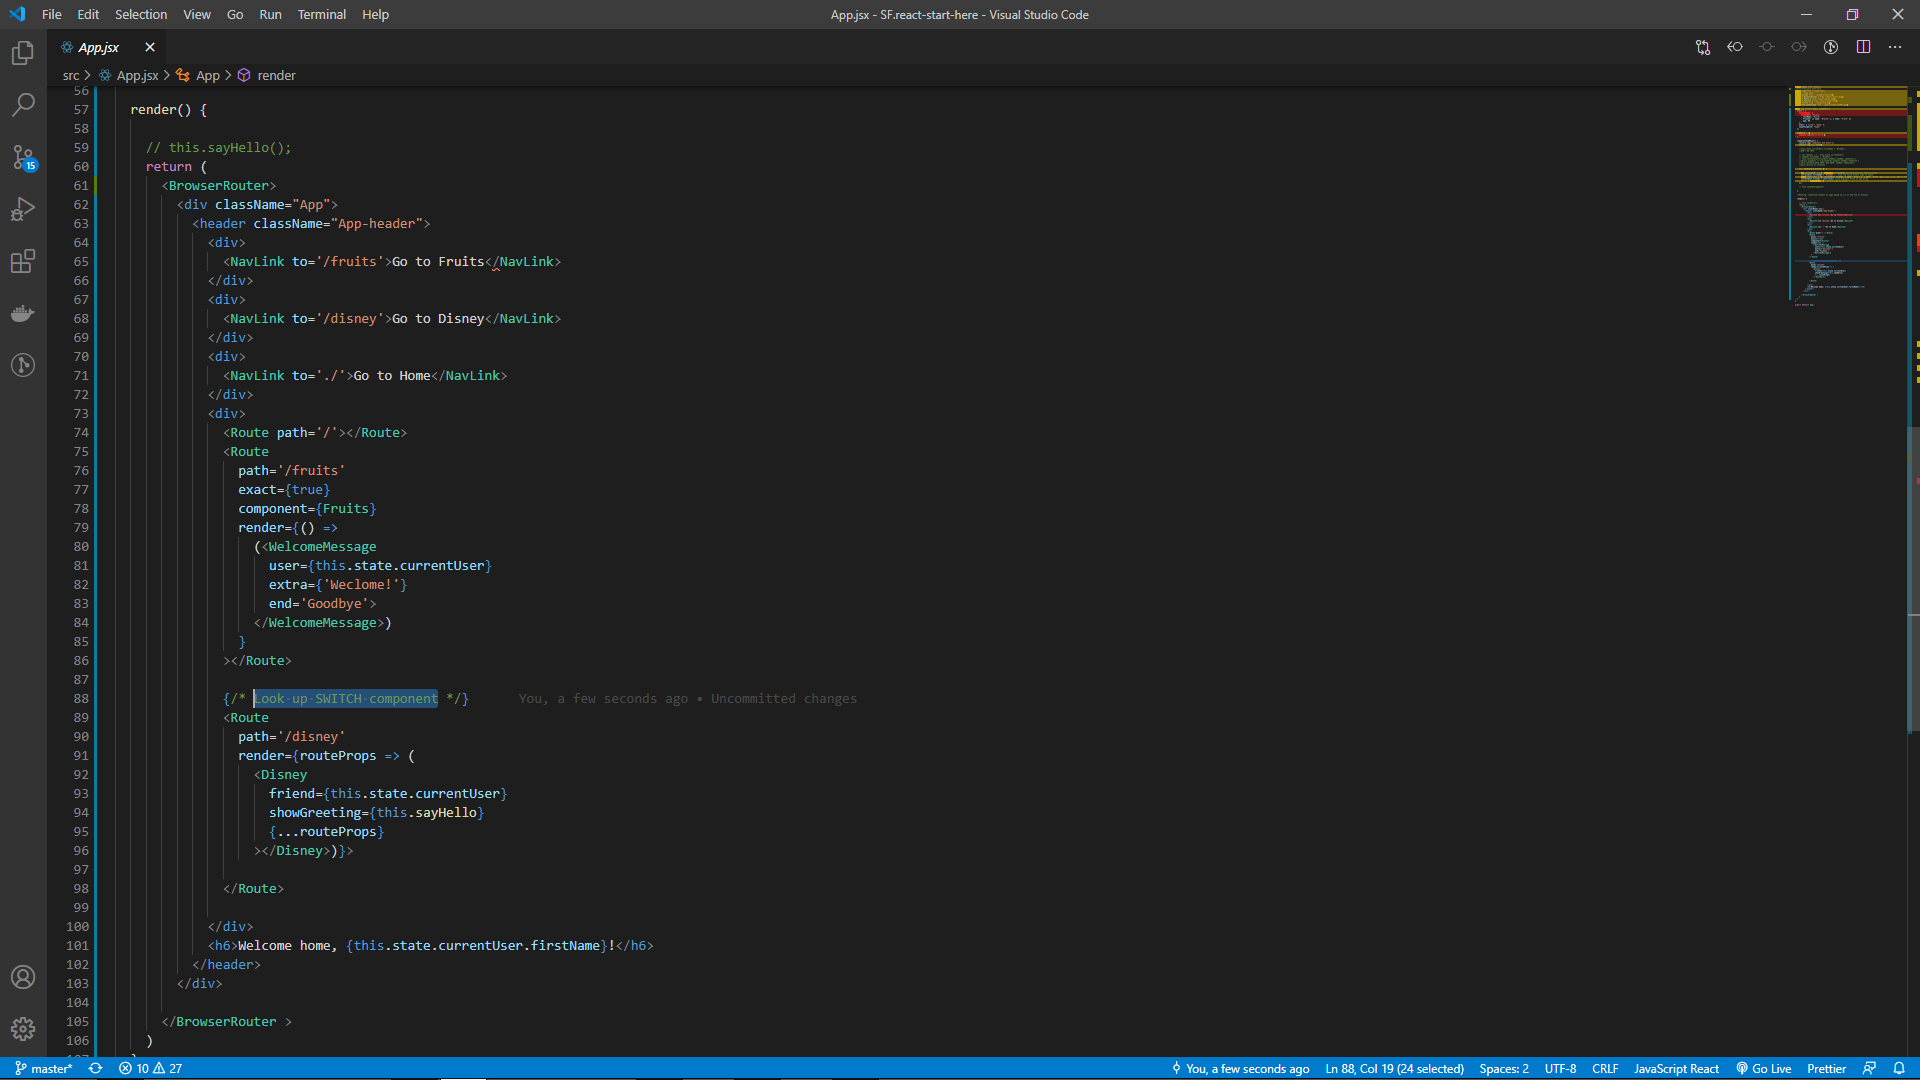 File Edit Selection View Go Run Terminal Help App.jsx - SF.react-start-here - Visual Studio Code
App.jsx
src > App.jsx > App > render
56
57 render() {
58
59 // this.sayHello();
60 return (
61 <BrowserRouter>
62 <div className="App">
63 <header className="App-header">
64 <div>
65 <NavLink to='/fruits'>Go to Fruits</NavLink>
66 </div>
67 <div>
68 <NavLink to='/disney'>Go to Disney</NavLink>
69 </div>
70 <div>
71 <NavLink to='./'>Go to Home</NavLink>
72 </div>
73 <div>
74 <Route path='/'></Route>
75 <Route
76 path='/fruits'
77 exact={true}
78 component={Fruits}
79 render={() =>
80 (<WelcomeMessage
81 user={this.state.currentUser}
82 extra={'Weclome!'}
83 end='Goodbye'>
84 </WelcomeMessage>)
85 }
86 ></Route>
87
88 {/* Look up SWITCH component */} You, a few seconds ago • Uncommitted changes
89 <Route
90 path='/disney'
91 render={routeProps => (
92 <Disney
93 friend={this.state.currentUser}
94 showGreeting={this.sayHello}
95 {...routeProps}
96 ></Disney>)}>
97
98 </Route>
99
100 </div>
101 <h6>Welcome home, {this.state.currentUser.firstName}!</h6>
102 </header>
103 </div>
104
105 </BrowserRouter >
106 )
15
master* 10 27 You, a few seconds ago Ln 88, Col 19 (24 selected) Spaces: 2 UTF-8 CRLF JavaScript React Go Live Prettier